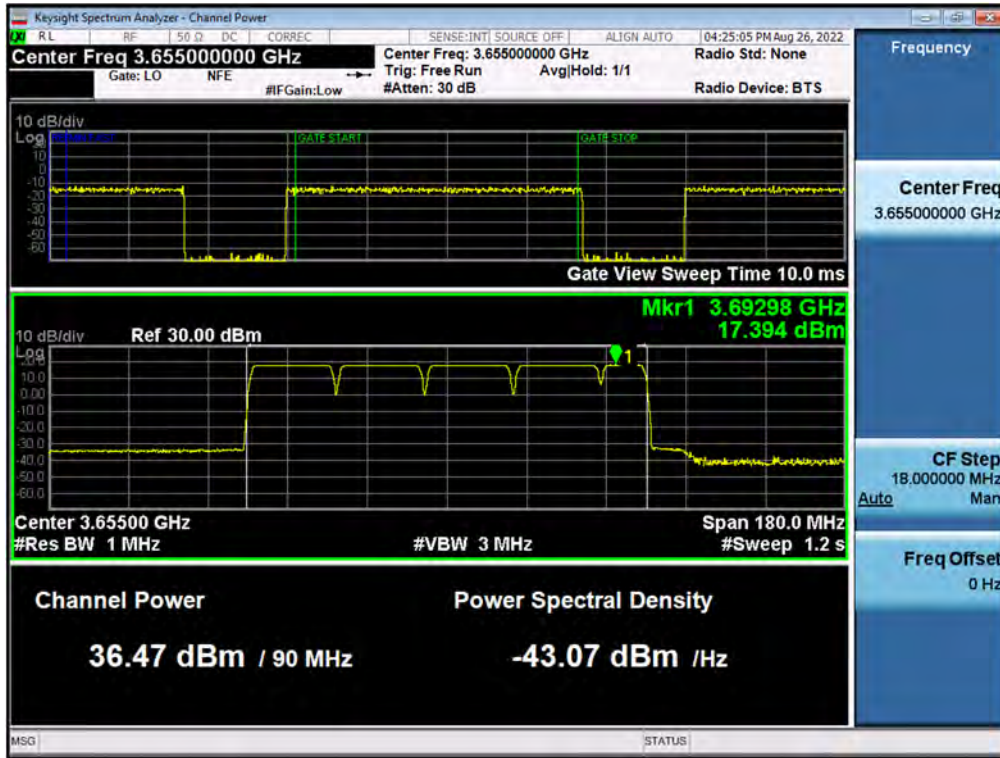 Keysight Spectrum Analyzer - Channel Power
LXI RL RF 50 Ω DC CORREC SENSE:INT SOURCE OFF ALIGN AUTO 04:25:05 PM Aug 26, 2022
Center Freq 3.655000000 GHz
Gate: LO NFE
#IFGain:Low
Center Freq: 3.655000000 GHz
Trig: Free Run Avg|Hold: 1/1
#Atten: 30 dB
Radio Std: None
Radio Device: BTS
10 dB/div
Log
GATE START GATE STOP
10
0
-10
-20
-30
-40
-50
-60
Gate View Sweep Time 10.0 ms
Mkr1 3.69298 GHz
17.394 dBm
10 dB/div Ref 30.00 dBm
Log
20.0
1
10.0
0.00
-10.0
-20.0
-30.0
-40.0
-50.0
-60.0
Center 3.65500 GHz Span 180.0 MHz
#Res BW 1 MHz #VBW 3 MHz #Sweep 1.2 s
Channel Power Power Spectral Density
36.47 dBm / 90 MHz -43.07 dBm /Hz
MSG STATUS
Frequency
Center Freq
3.655000000 GHz
CF Step
18.000000 MHz
Auto Man
Freq Offset
0 Hz